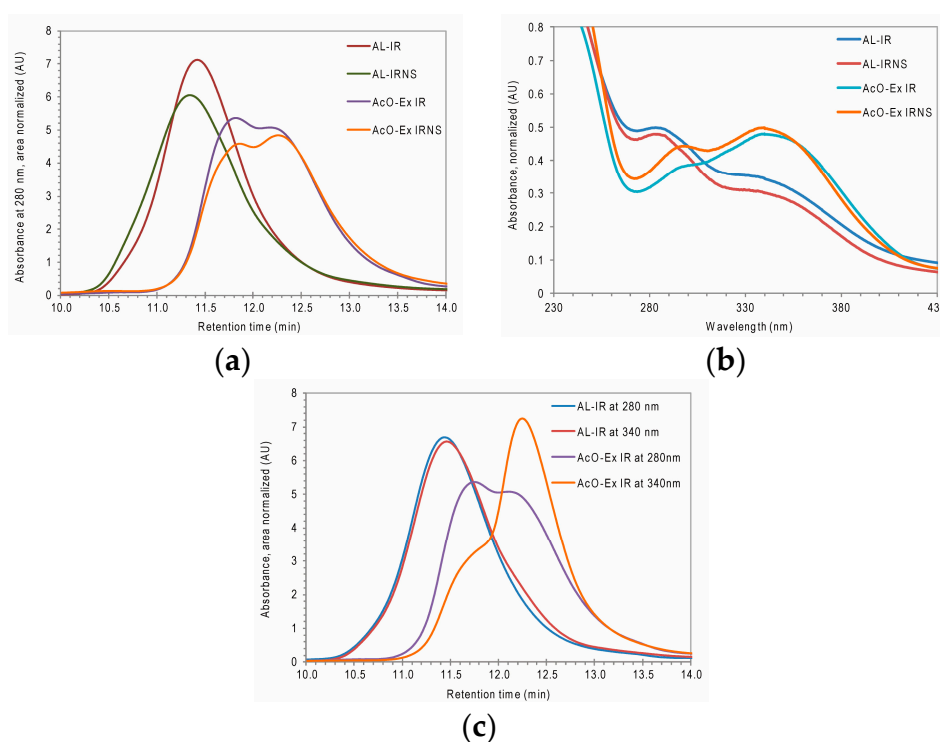 8
7
6
5
4
3
2
1
0
Absorbance at 280 nm, area normalized (AU)
AL-IR
AL-IRNS
AcO-Ex IR
AcO-Ex IRNS
10.0 10.5 11.0 11.5 12.0 12.5 13.0 13.5 14.0
Retention time (min)
(a)
0.8
0.7
0.6
0.5
0.4
0.3
0.2
0.1
0
Absorbance, normalized (AU)
AL-IR
AL-IRNS
AcO-Ex IR
AcO-Ex IRNS
230 280 330 380 43
Wavelength (nm)
(b)
8
7
6
5
4
3
2
1
0
Absorbance, area normalized (AU)
AL-IR at 280 nm
AL-IR at 340 nm
AcO-Ex IR at 280nm
AcO-Ex IR at 340nm
10.0 10.5 11.0 11.5 12.0 12.5 13.0 13.5 14.0
Retention time (min)
(c)